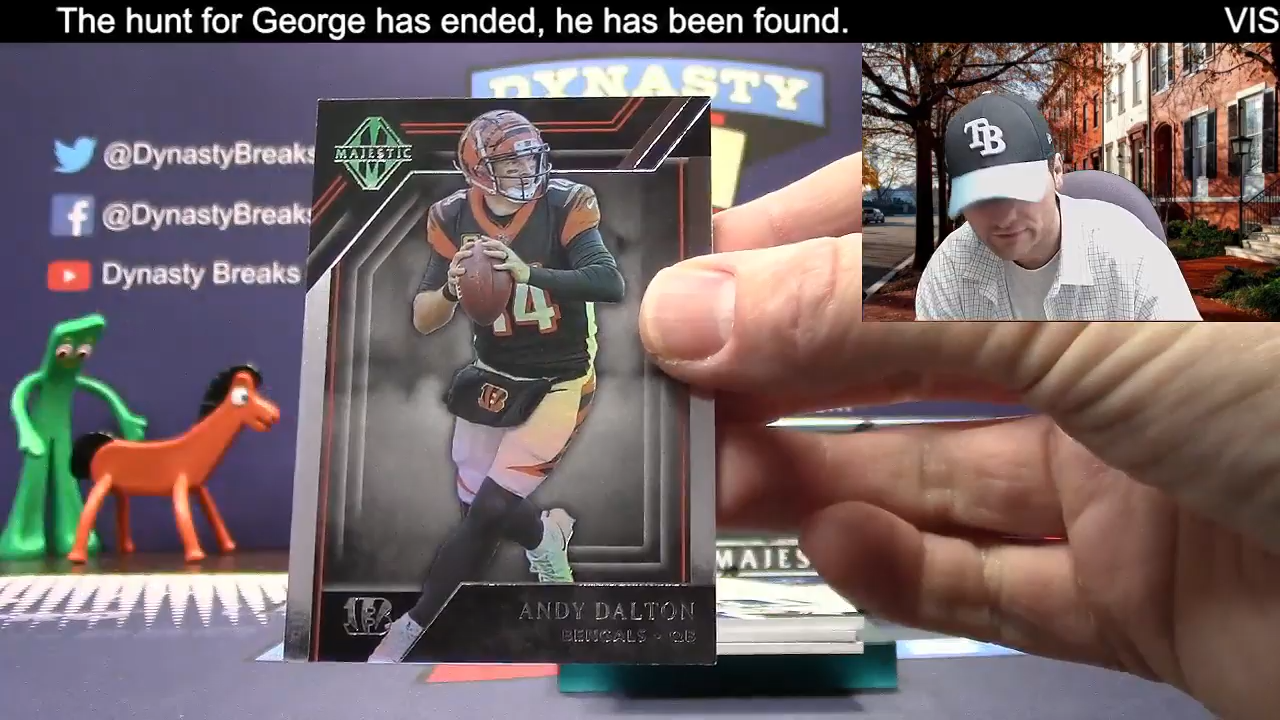 The hunt for George has ended, he has been found.
VIS
DYNASTY
@DynastyBreaks
@DynastyBreaks
Dynasty Breaks
MAJESTIC
TB
14
B
ANDY DALTON
BENGALS • QB